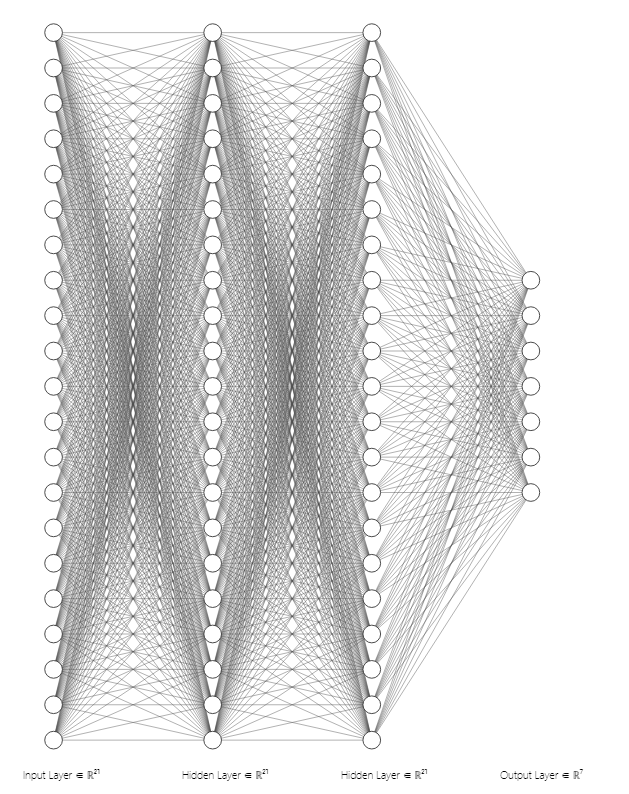 Input Layer ∈ ℝ²¹
Hidden Layer ∈ ℝ²¹
Hidden Layer ∈ ℝ²¹
Output Layer ∈ ℝ⁷